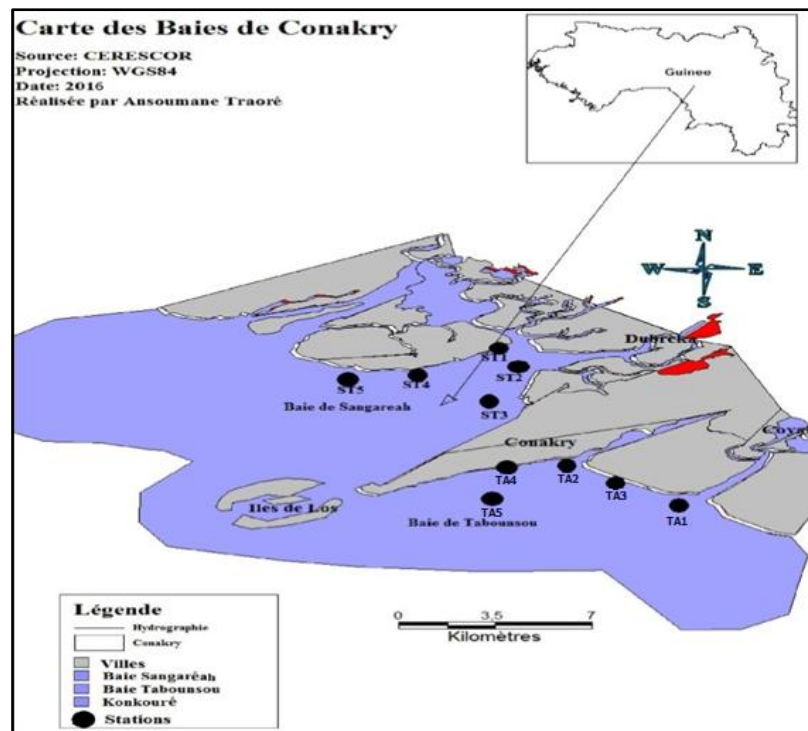 Carte des Baies de Conakry
Source: CERESCOR
Projection: WGS84
Date: 2016
Réalisée par Ansoumane Traoré
Guinee
N
W
E
S
Dubréka
ST1
ST2
ST5
ST4
ST3
Baie de Sangareah
Coyah
Conakry
TA4
TA2
TA3
TA5
TA1
Iles de Los
Baie de Tabounsou
Légende
Hydrographie
Conakry
Villes
Baie Sangaréah
Baie Tabounsou
Konkouré
Stations
0 3.5 7
Kilomètres